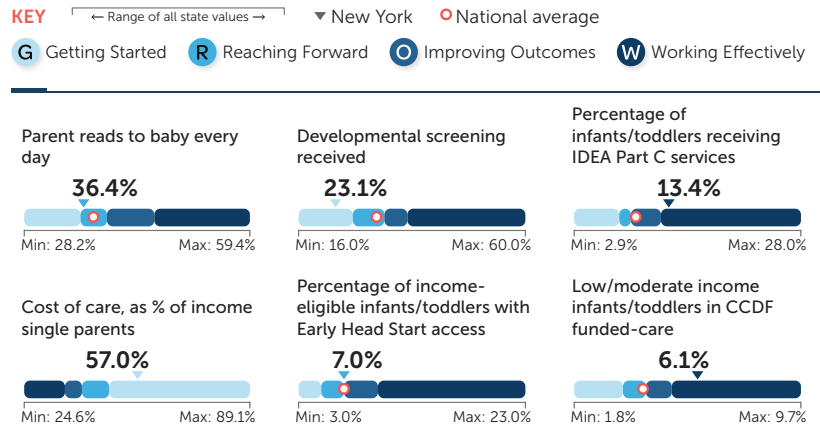 KEY ← Range of all state values → New York National average
G Getting Started R Reaching Forward O Improving Outcomes W Working Effectively
Parent reads to baby every
day
36.4%
Min: 28.2% Max: 59.4%
Developmental screening
received
23.1%
Min: 16.0% Max: 60.0%
Percentage of
infants/toddlers receiving
IDEA Part C services
13.4%
Min: 2.9% Max: 28.0%
Cost of care, as % of income
single parents
57.0%
Min: 24.6% Max: 89.1%
Percentage of income-
eligible infants/toddlers with
Early Head Start access
7.0%
Min: 3.0% Max: 23.0%
Low/moderate income
infants/toddlers in CCDF
funded-care
6.1%
Min: 1.8% Max: 9.7%